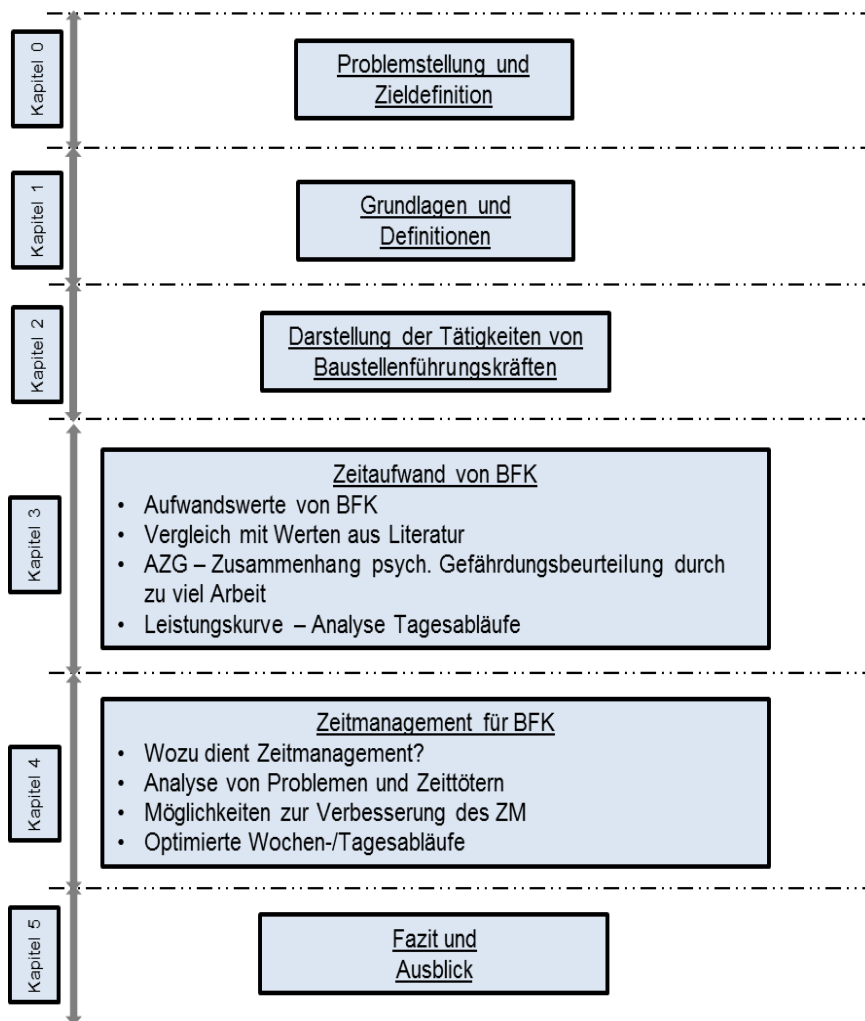 Kapitel 0
Problemstellung und
Zieldefinition
Kapitel 1
Grundlagen und
Definitionen
Kapitel 2
Darstellung der Tätigkeiten von
Baustellenführungskräften
Kapitel 3
Zeitaufwand von BFK
• Aufwandswerte von BFK
• Vergleich mit Werten aus Literatur
• AZG – Zusammenhang psych. Gefährdungsbeurteilung durch
zu viel Arbeit
• Leistungskurve – Analyse Tagesabläufe
Kapitel 4
Zeitmanagement für BFK
• Wozu dient Zeitmanagement?
• Analyse von Problemen und Zeittötern
• Möglichkeiten zur Verbesserung des ZM
• Optimierte Wochen-/Tagesabläufe
Kapitel 5
Fazit und
Ausblick